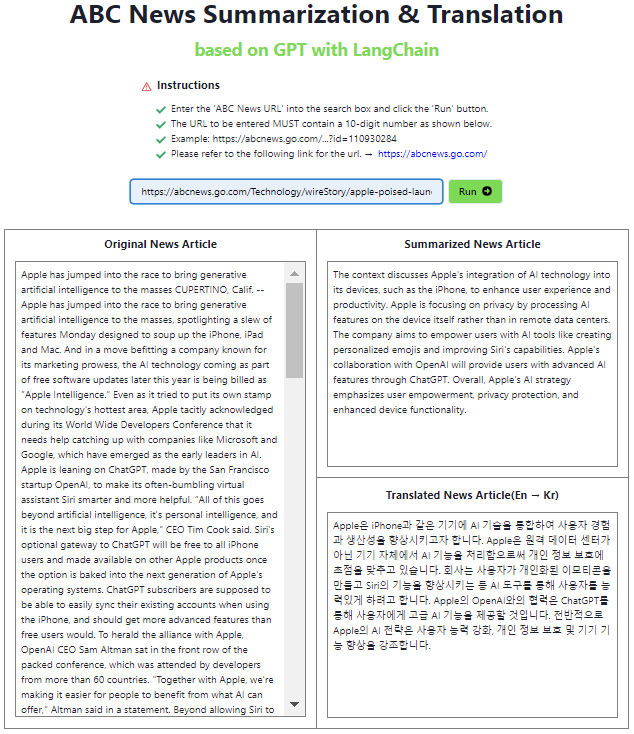 ABC News Summarization & Translation
based on GPT with LangChain
Instructions
Enter the 'ABC News URL' into the search box and click the 'Run' button.
The URL to be entered MUST contain a 10-digit number as shown below.
Example: https://abcnews.go.com/...?id=110930284
Please refer to the following link for the url. → https://abcnews.go.com/
https://abcnews.go.com/Technology/wireStory/apple-poised-laun
Run
Original News Article
Apple has jumped into the race to bring generative
artificial intelligence to the masses CUPERTINO, Calif. --
Apple has jumped into the race to bring generative
artificial intelligence to the masses, spotlighting a slew of
features Monday designed to soup up the iPhone, iPad
and Mac. And in a move befitting a company known for
its marketing prowess, the AI technology coming as part
of free software updates later this year is being billed as
“Apple Intelligence.” Even as it tried to put its own stamp
on technology's hottest area, Apple tacitly acknowledged
during its World Wide Developers Conference that it
needs help catching up with companies like Microsoft and
Google, which have emerged as the early leaders in AI.
Apple is leaning on ChatGPT, made by the San Francisco
startup OpenAI, to make its often-bumbling virtual
assistant Siri smarter and more helpful. “All of this goes
beyond artificial intelligence, it's personal intelligence, and
it is the next big step for Apple,” CEO Tim Cook said. Siri's
optional gateway to ChatGPT will be free to all iPhone
users and made available on other Apple products once
the option is baked into the next generation of Apple's
operating systems. ChatGPT subscribers are supposed to
be able to easily sync their existing accounts when using
the iPhone, and should get more advanced features than
free users would. To herald the alliance with Apple,
OpenAI CEO Sam Altman sat in the front row of the
packed conference, which was attended by developers
from more than 60 countries. “Together with Apple, we're
making it easier for people to benefit from what AI can
offer,” Altman said in a statement. Beyond allowing Siri to
Summarized News Article
The context discusses Apple's integration of AI technology into
its devices, such as the iPhone, to enhance user experience and
productivity. Apple is focusing on privacy by processing AI
features on the device itself rather than in remote data centers.
The company aims to empower users with AI tools like creating
personalized emojis and improving Siri's capabilities. Apple's
collaboration with OpenAI will provide users with advanced AI
features through ChatGPT. Overall, Apple's AI strategy
emphasizes user empowerment, privacy protection, and
enhanced device functionality.
Translated News Article(En → Kr)
Apple은 iPhone과 같은 기기에 AI 기술을 통합하여 사용자 경험
과 생산성을 향상시키고자 합니다. Apple은 원격 데이터 센터가
아닌 기기 자체에서 AI 기능을 처리함으로써 개인 정보 보호에
초점을 맞추고 있습니다. 회사는 사용자가 개인화된 이모티콘을
만들고 Siri의 기능을 향상시키는 등 AI 도구를 통해 사용자를 능
력있게 하려고 합니다. Apple의 OpenAI와의 협력은 ChatGPT를
통해 사용자에게 고급 AI 기능을 제공할 것입니다. 전반적으로
Apple의 AI 전략은 사용자 능력 강화, 개인 정보 보호 및 기기 기
능 향상을 강조합니다.